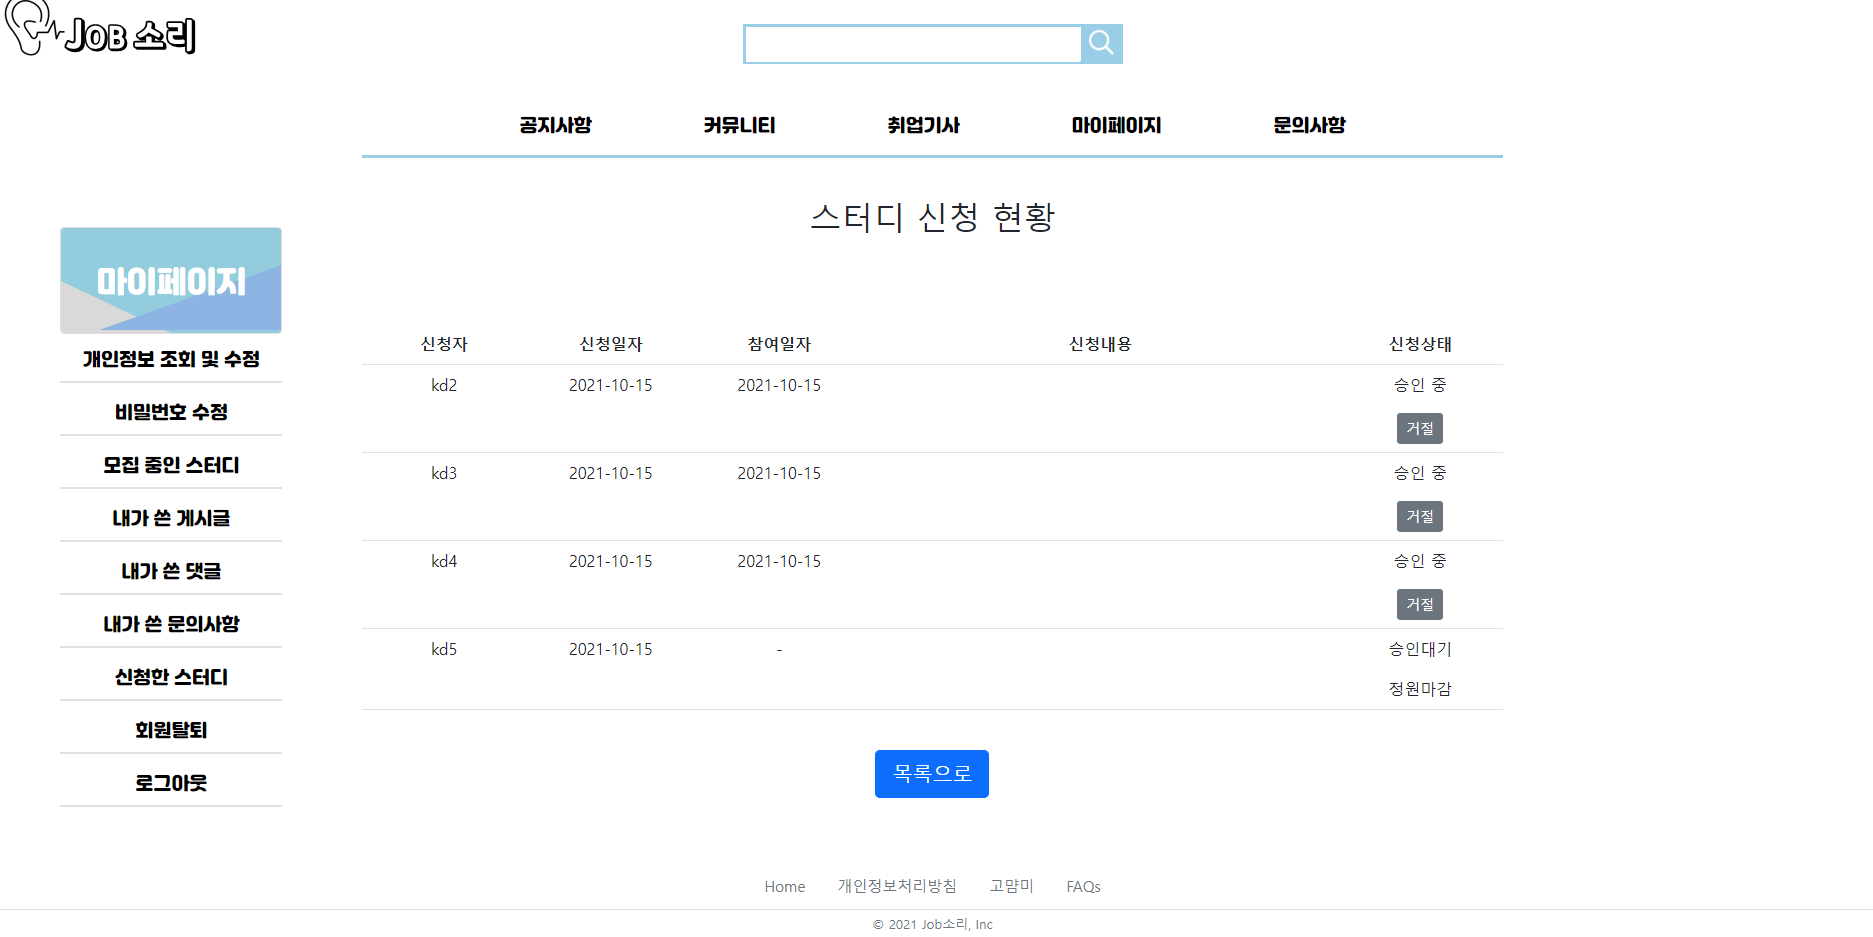 JOB 소리
공지사항 커뮤니티 취업기사 마이페이지 문의사항
스터디 신청 현황
마이페이지
개인정보 조회 및 수정
비밀번호 수정
모집 중인 스터디
내가 쓴 게시글
내가 쓴 댓글
내가 쓴 문의사항
신청한 스터디
회원탈퇴
로그아웃
신청자 신청일자 참여일자 신청내용 신청상태
kd2 2021-10-15 2021-10-15 승인 중
거절
kd3 2021-10-15 2021-10-15 승인 중
거절
kd4 2021-10-15 2021-10-15 승인 중
거절
kd5 2021-10-15 - 승인대기
정원마감
목록으로
Home 개인정보처리방침 고먐미 FAQs
© 2021 Job소리, Inc